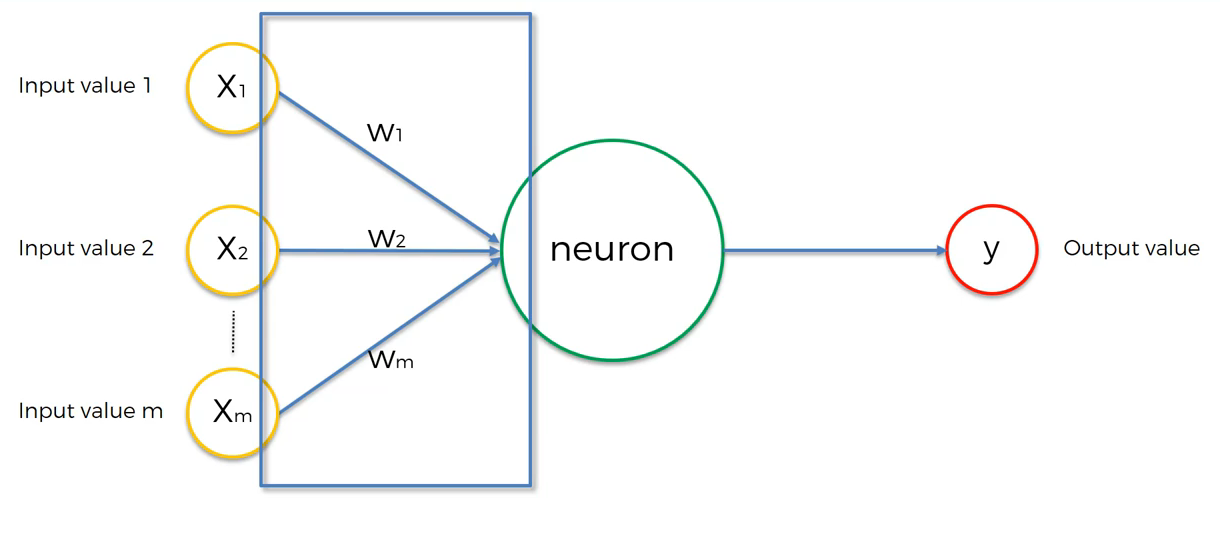 Input value 1
X1
W1
Input value 2
X2
W2
neuron
y
Output value
Wm
Input value m
Xm